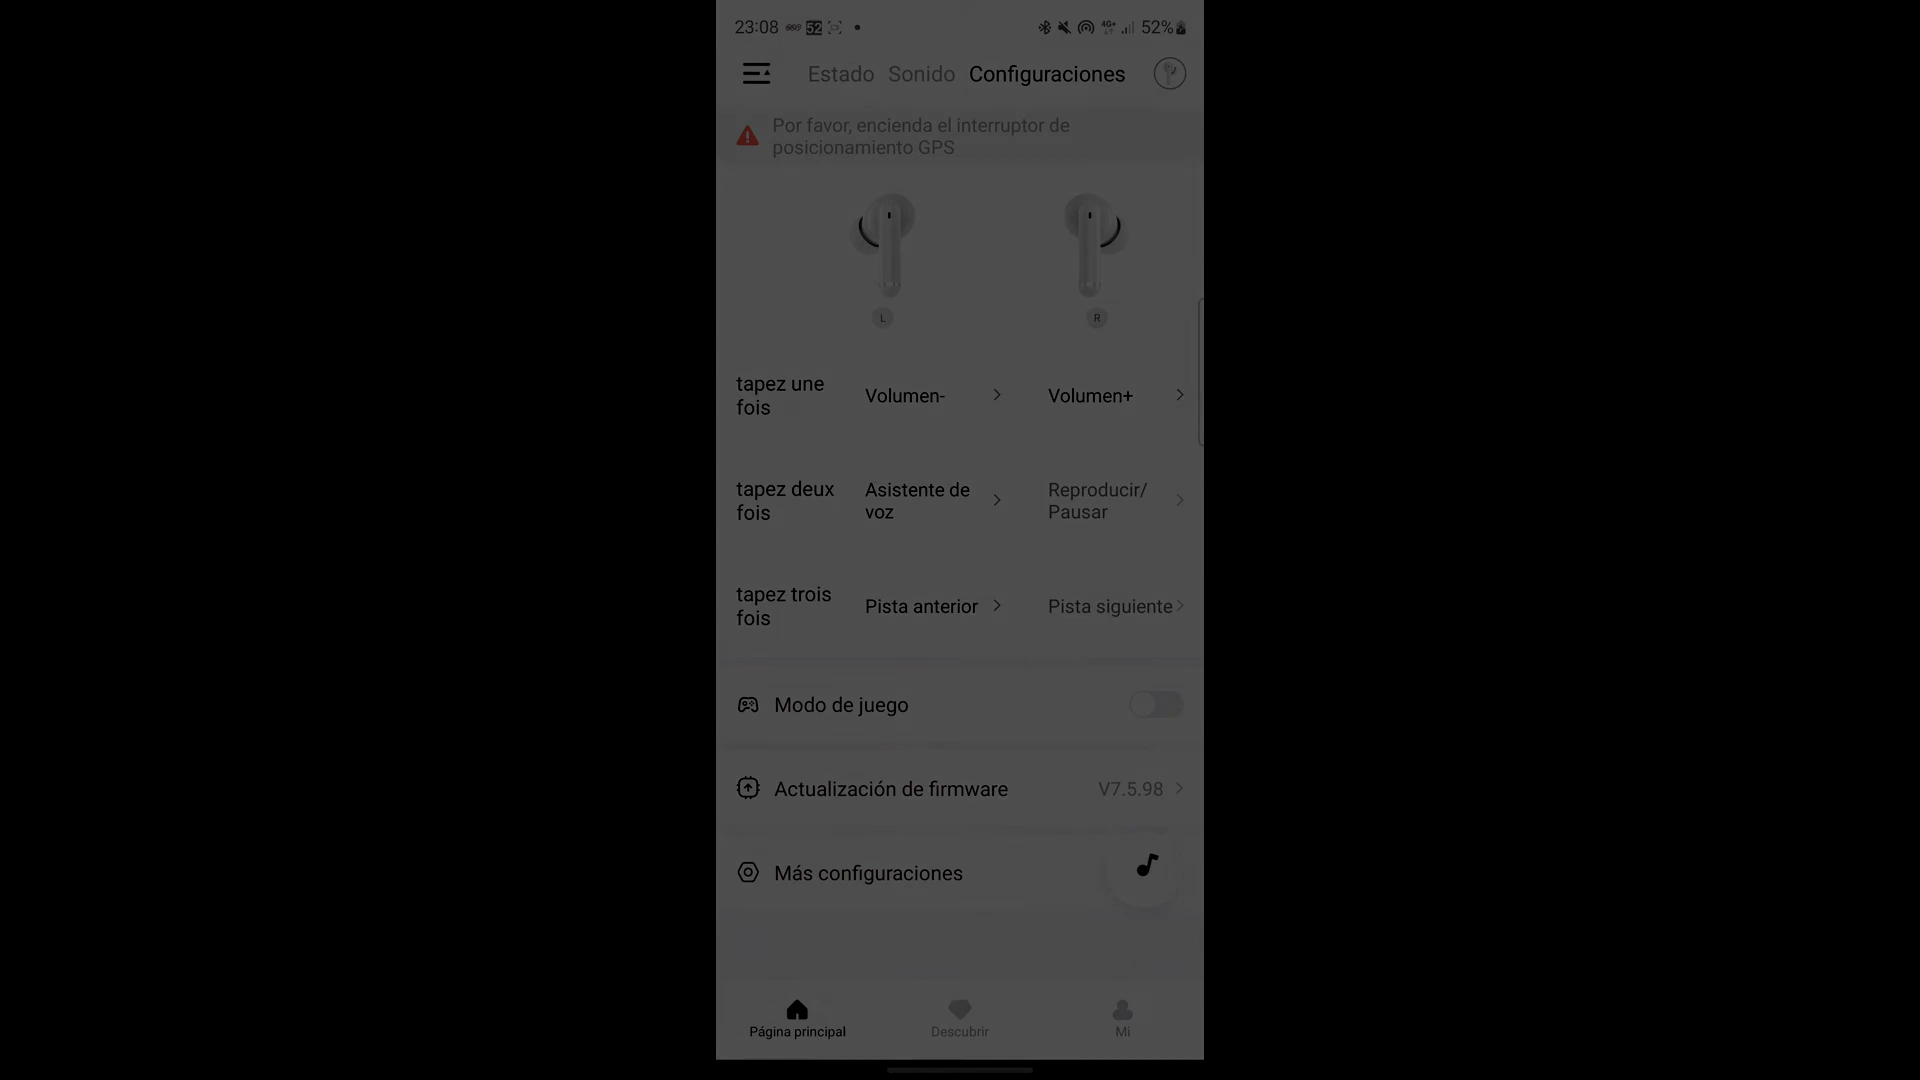 23:08 52 4G+ 52%
Estado Sonido Configuraciones
Por favor, encienda el interruptor de
posicionamiento GPS
L R
tapez une
fois
Volumen- Volumen+
tapez deux
fois
Asistente de
voz
Reproducir/
Pausar
tapez trois
fois
Pista anterior Pista siguiente
Modo de juego
Actualización de firmware V7.5.98
Más configuraciones
Página principal Descubrir Mi